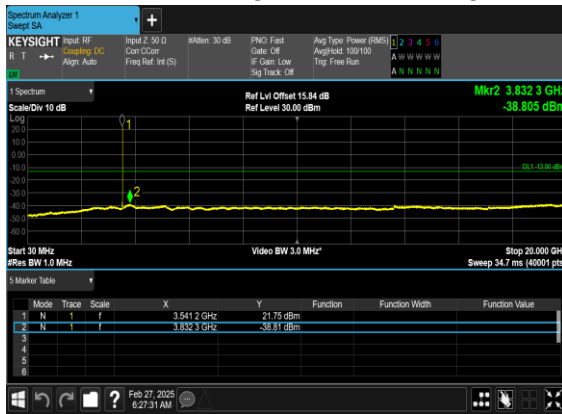 Spectrum Analyzer 1
Swept SA
KEYSIGHT Input: RF Input Z: 50 Ω #Atten: 30 dB PNO: Fast Avg Type: Power (RMS) 1 2 3 4 5 6
R T Coupling: DC Corr CCorr Gate: Off Avg|Hold: 100/100 A W W W W W
Align: Auto Freq Ref: Int (S) IF Gain: Low Trig: Free Run
LXI Sig Track: Off A N N N N N
1 Spectrum Ref Lvl Offset 15.84 dB Mkr2 3.832 3 GHz
Scale/Div 10 dB Ref Level 30.00 dBm -38.805 dBm
Log
20.0 1
10.0
0.00
-10.0 DL1 -13.00 dBm
-20.0
-30.0 2
-40.0
-50.0
-60.0
Start 30 MHz Video BW 3.0 MHz* Stop 20.000 GHz
#Res BW 1.0 MHz Sweep 34.7 ms (40001 pts)
5 Marker Table
Mode Trace Scale X Y Function Function Width Function Value
1 N 1 f 3.541 2 GHz 21.75 dBm
2 N 1 f 3.832 3 GHz -38.81 dBm
3
4
5
6
? Feb 27, 2025
6:27:31 AM